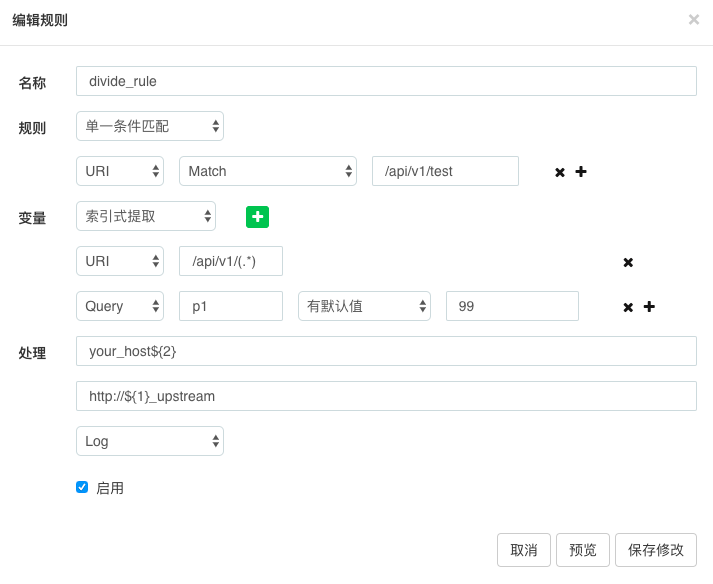 编辑规则 ×
名称 divide_rule
规则 单一条件匹配
URI Match /api/v1/test
变量 索引式提取
URI /api/v1/(.*)
Query p1 有默认值 99
处理 your_host${2}
http://${1}_upstream
Log
启用
取消 预览 保存修改